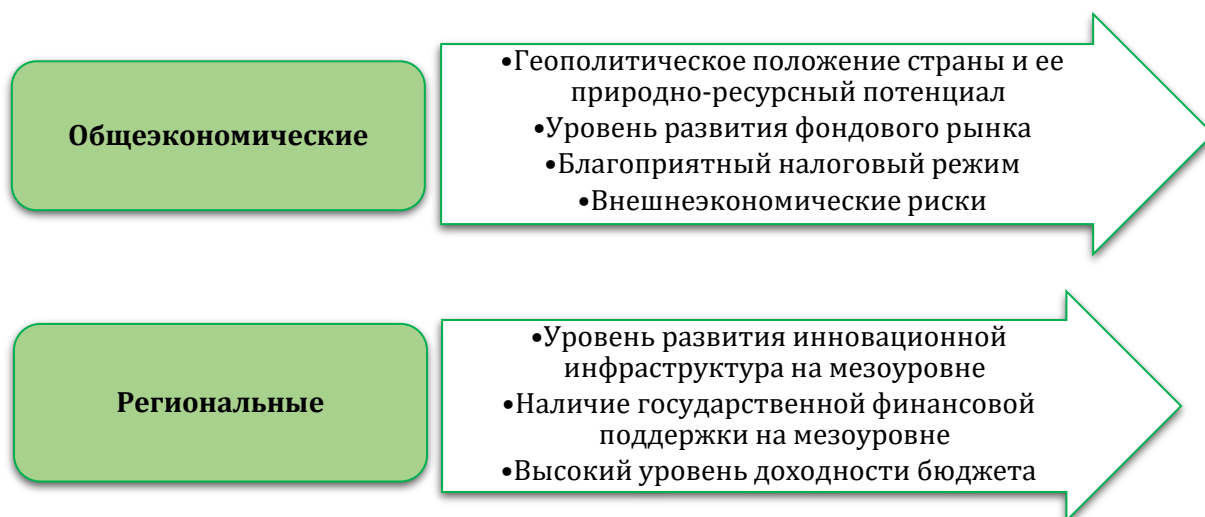 Общеэкономические
•Геополитическое положение страны и ее
природно-ресурсный потенциал
•Уровень развития фондового рынка
•Благоприятный налоговый режим
•Внешнеэкономические риски
Региональные
•Уровень развития инновационной
инфраструктура на мезоуровне
•Наличие государственной финансовой
поддержки на мезоуровне
•Высокий уровень доходности бюджета